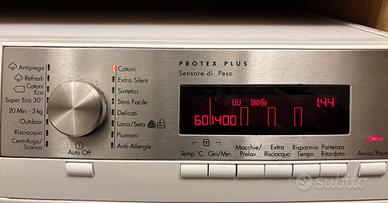 PROTEX PLUS
Sensore di Peso
Antipiega
Refresh
Cotoni Eco
Super Eco 30°
20 Min. - 3 kg
Outdoor
Risciacquo
Centrifuga/
Scarico
Auto Off
Cotoni
Extra Silent
Sintetici
Stira Facile
Delicati
Lana/Seta
Piumoni
Anti-Allergie
60 1400
1.44
Temp.°C
Giri/Min.
Macchie/
Prelav.
Extra
Risciacquo
Risparmio
Tempo
Partenza
Ritardata
Avvio/Pausa
subito